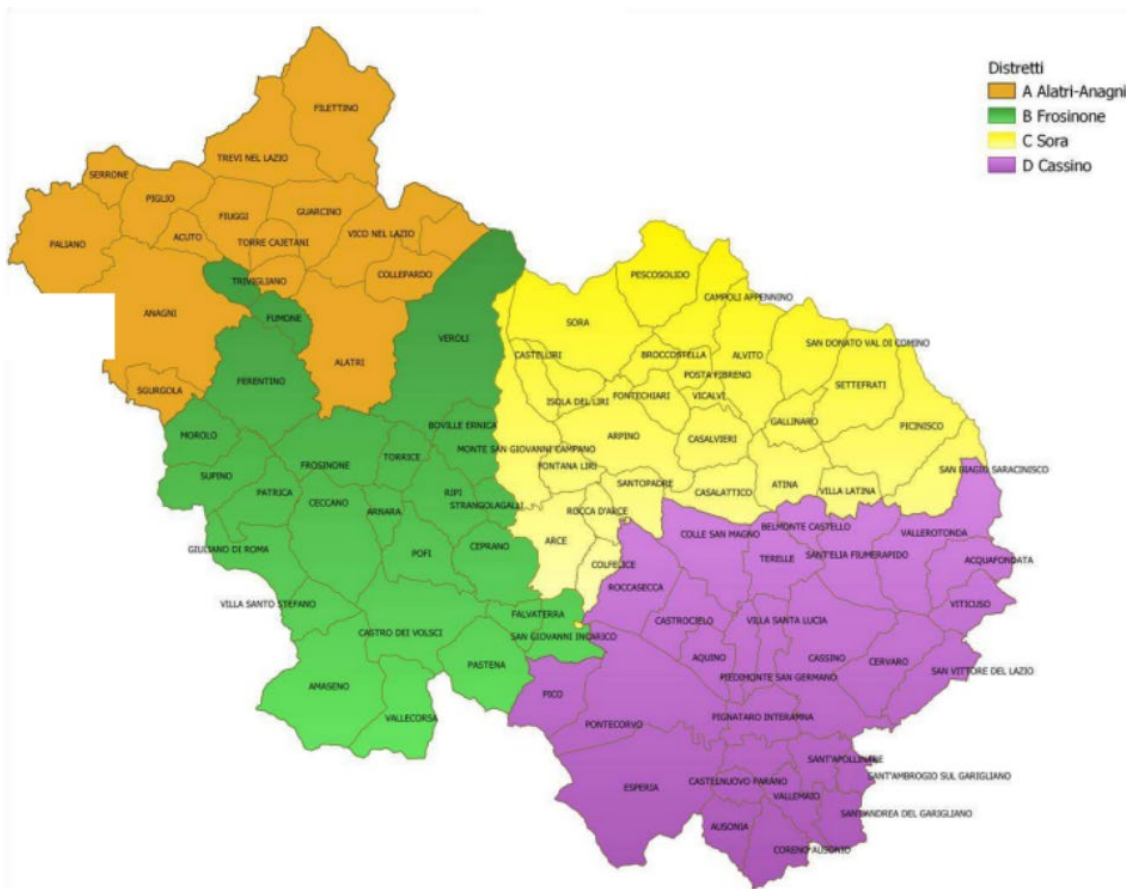 Distretti
A Alatri-Anagni
B Frosinone
C Sora
D Cassino
FILETTINO
TREVI NEL LAZIO
SERRONE
PIGLIO
FIUGGI
GUARCINO
PALIANO
ACUTO
TORRE CAJETANI
VICO NEL LAZIO
COLLEPARDO
TRIVIGLIANO
ANAGNI
FUMONE
VEROLI
ALATRI
SGURGOLA
FERENTINO
PESCOSOLIDO
CAMPOLI APPENNINO
SORA
CASTELLIRI
BROCCOSTELLA
ALVITO
SAN DONATO VAL DI COMINO
POSTA FIBRENO
SETTEFRATI
ISOLA DEL LIRI
FONTECHIARI
VICALVI
GALLINARO
PICINISCO
BOVILLE ERNICA
ARPINO
CASALVIERI
MOROLO
MONTE SAN GIOVANNI CAMPANO
TORRICE
FROSINONE
FONTANA LIRI
SAN BIAGIO SARACINISCO
SUPINO
SANTOPADRE
ATINA
PATRICA
RIPI
CASALATTICO
VILLA LATINA
CECCANO
STRANGOLAGALLI
ARNARA
ROCCA D'ARCE
BELMONTE CASTELLO
COLLE SAN MAGNO
VALLEROTONDA
GIULIANO DI ROMA
POFI
CEPRANO
ARCE
TERELLE
SANT'ELIA FIUMERAPIDO
COLFELICE
ACQUAFONDATA
ROCCASECCA
VILLA SANTO STEFANO
VITICUSO
FALVATERRA
CASTROCIELO
VILLA SANTA LUCIA
CASTRO DEI VOLSCI
SAN GIOVANNI INCARICO
AQUINO
CASSINO
CERVARO
SAN VITTORE DEL LAZIO
PASTENA
PIEDIMONTE SAN GERMANO
AMASENO
PICO
VALLECORSA
PONTECORVO
PIGNATARO INTERAMNA
SANT'APOLLINARE
SANT'AMBROGIO SUL GARIGLIANO
CASTELNUOVO PARANO
ESPERIA
VALLEMAIO
SANT'ANDREA DEL GARIGLIANO
AUSONIA
CORENO AUSONIO